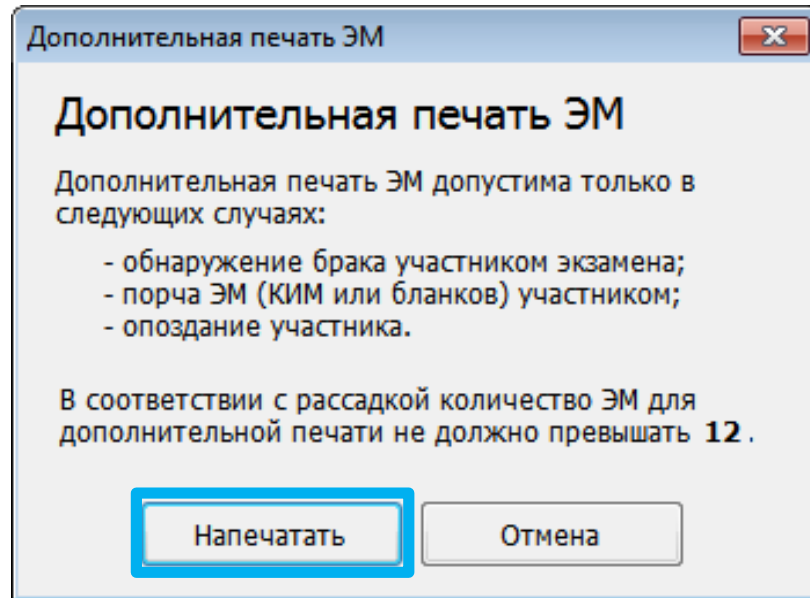 Дополнительная печать ЭМ
Дополнительная печать ЭМ
Дополнительная печать ЭМ допустима только в
следующих случаях:
- обнаружение брака участником экзамена;
- порча ЭМ (КИМ или бланков) участником;
- опоздание участника.
В соответствии с рассадкой количество ЭМ для
дополнительной печати не должно превышать 12 .
Напечатать Отмена